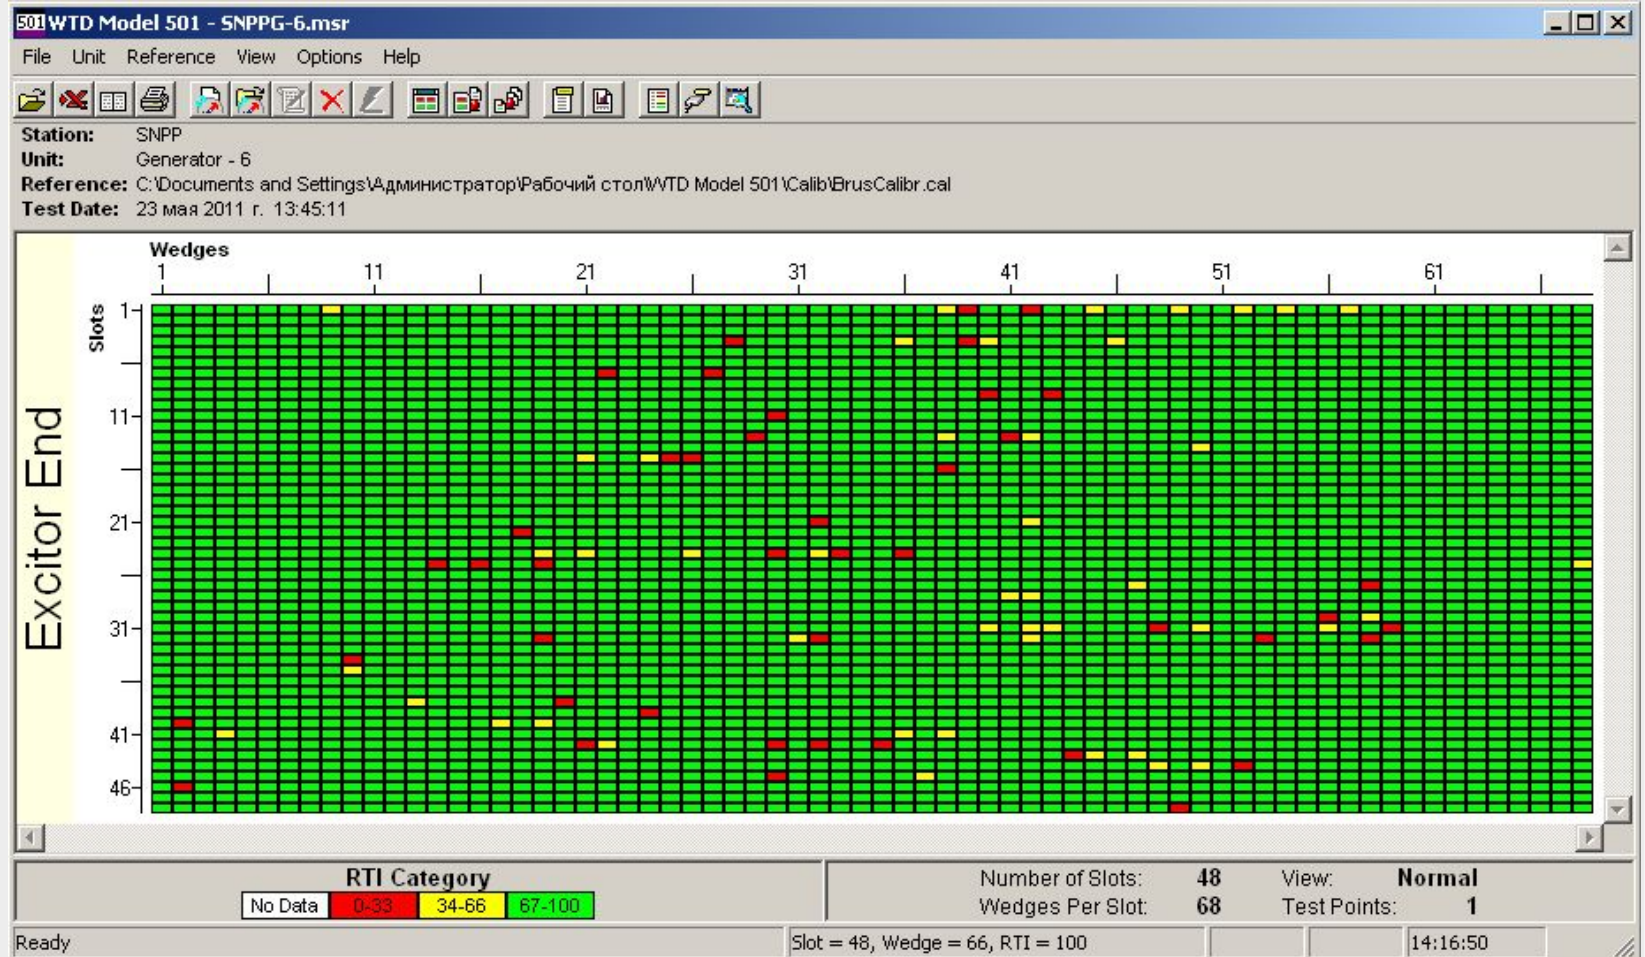 501 WTD Model 501 - SNPPG-6.msr
File Unit Reference View Options Help
Station: SNPP
Unit: Generator - 6
Reference: C:\Documents and Settings\Администратор\Рабочий стол\WTD Model 501\Calib\BrusCalibr.cal
Test Date: 23 мая 2011 г. 13:45:11
Wedges
1 11 21 31 41 51 61
Slots
1
11
21
31
41
46
Excitor End
RTI Category
No Data 0-33 34-66 67-100
Number of Slots: 48 View: Normal
Wedges Per Slot: 68 Test Points: 1
Ready Slot = 48, Wedge = 66, RTI = 100 14:16:50